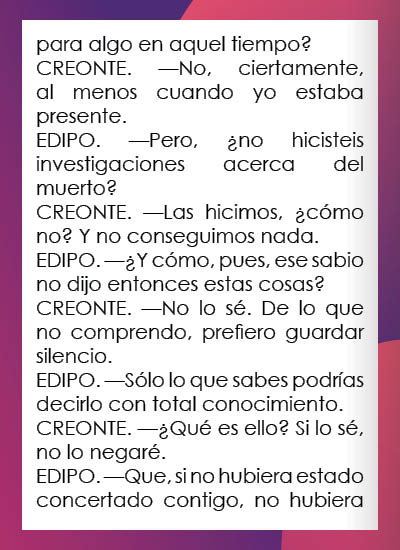 para algo en aquel tiempo?
CREONTE. —No, ciertamente,
al menos cuando yo estaba
presente.
EDIPO. —Pero, ¿no hicisteis
investigaciones acerca del
muerto?
CREONTE. —Las hicimos, ¿cómo
no? Y no conseguimos nada.
EDIPO. —¿Y cómo, pues, ese sabio
no dijo entonces estas cosas?
CREONTE. —No lo sé. De lo que
no comprendo, prefiero guardar
silencio.
EDIPO. —Sólo lo que sabes podrías
decirlo con total conocimiento.
CREONTE. —¿Qué es ello? Si lo sé,
no lo negaré.
EDIPO. —Que, si no hubiera estado
concertado contigo, no hubiera